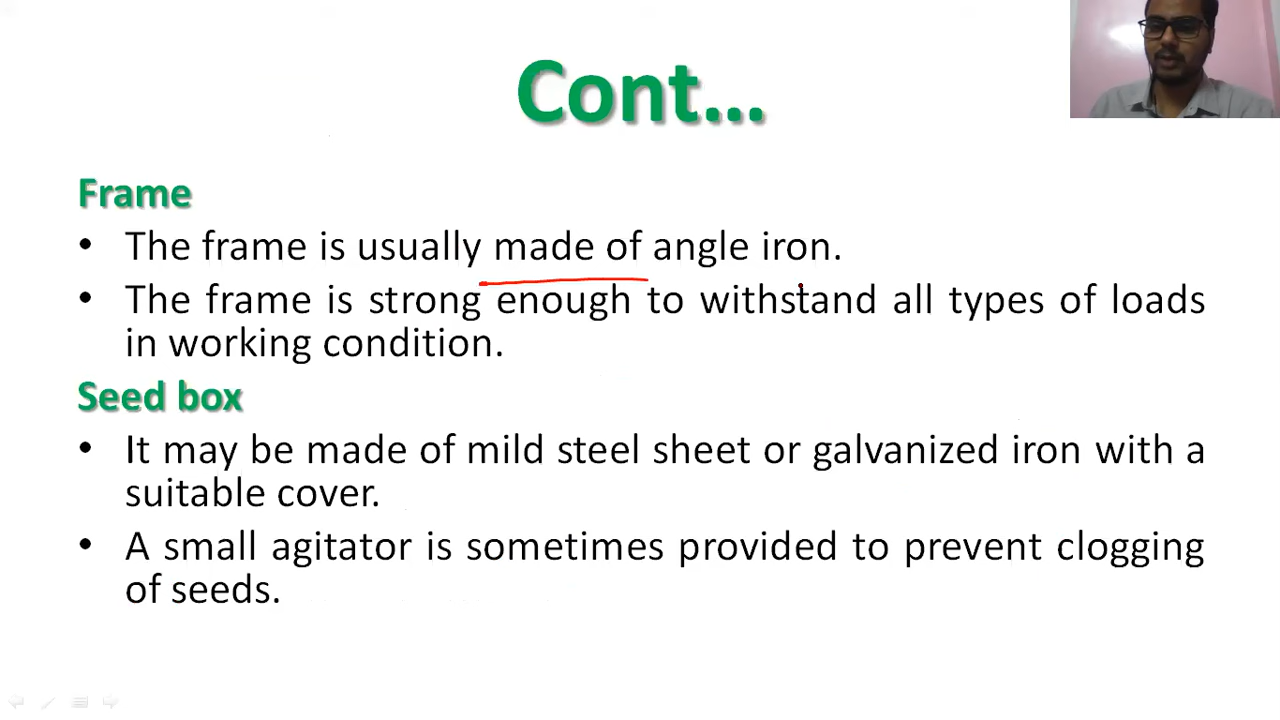 Cont...
Frame
• The frame is usually made of angle iron.
• The frame is strong enough to withstand all types of loads
in working condition.
Seed box
• It may be made of mild steel sheet or galvanized iron with a
suitable cover.
• A small agitator is sometimes provided to prevent clogging
of seeds.